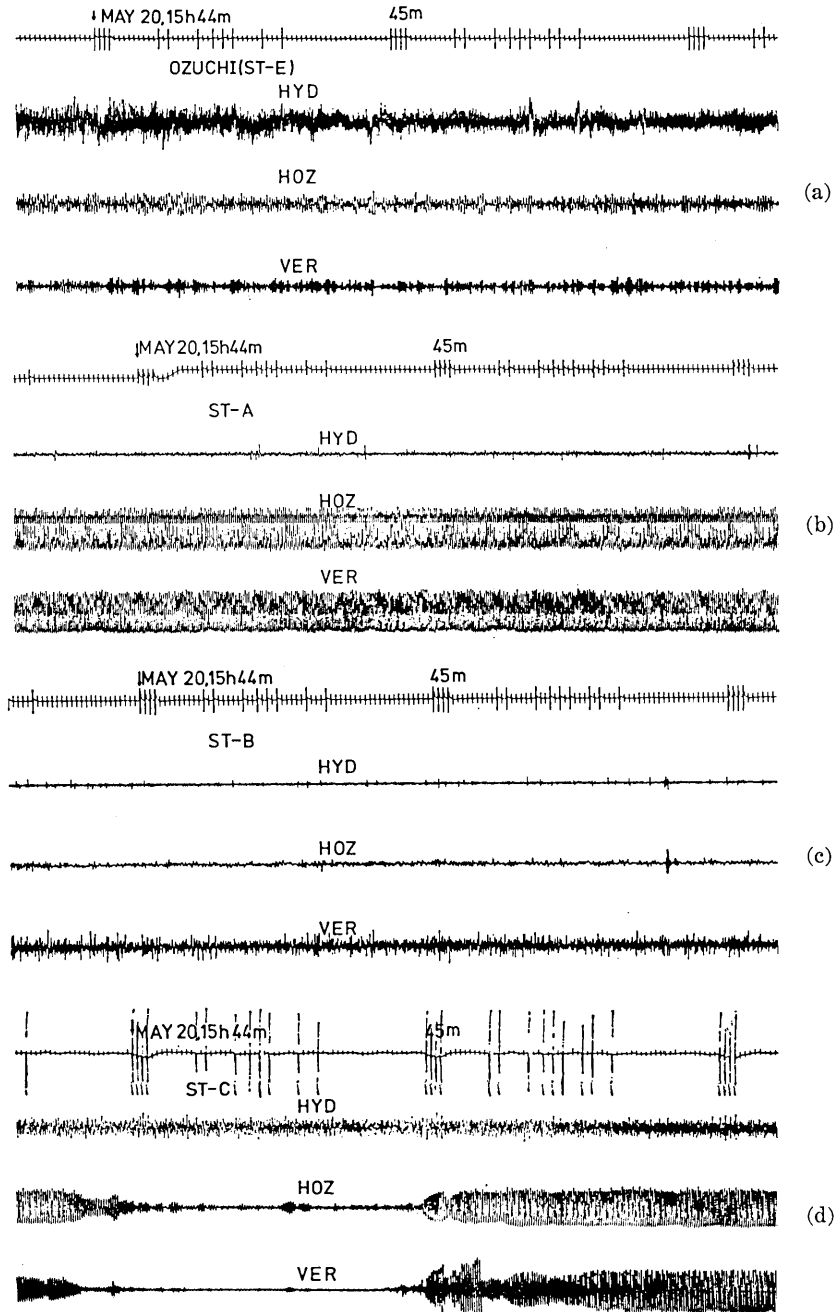 MAY 20,15h44m 45m
OZUCHI(ST-E)
HYD
HOZ
(a)
VER
MAY 20,15h44m 45m
ST-A
HYD
HOZ
(b)
VER
MAY 20,15h44m 45m
ST-B
HYD
HOZ
(c)
VER
MAY 20,15h44m 45m
ST-C
HYD
HOZ
(d)
VER